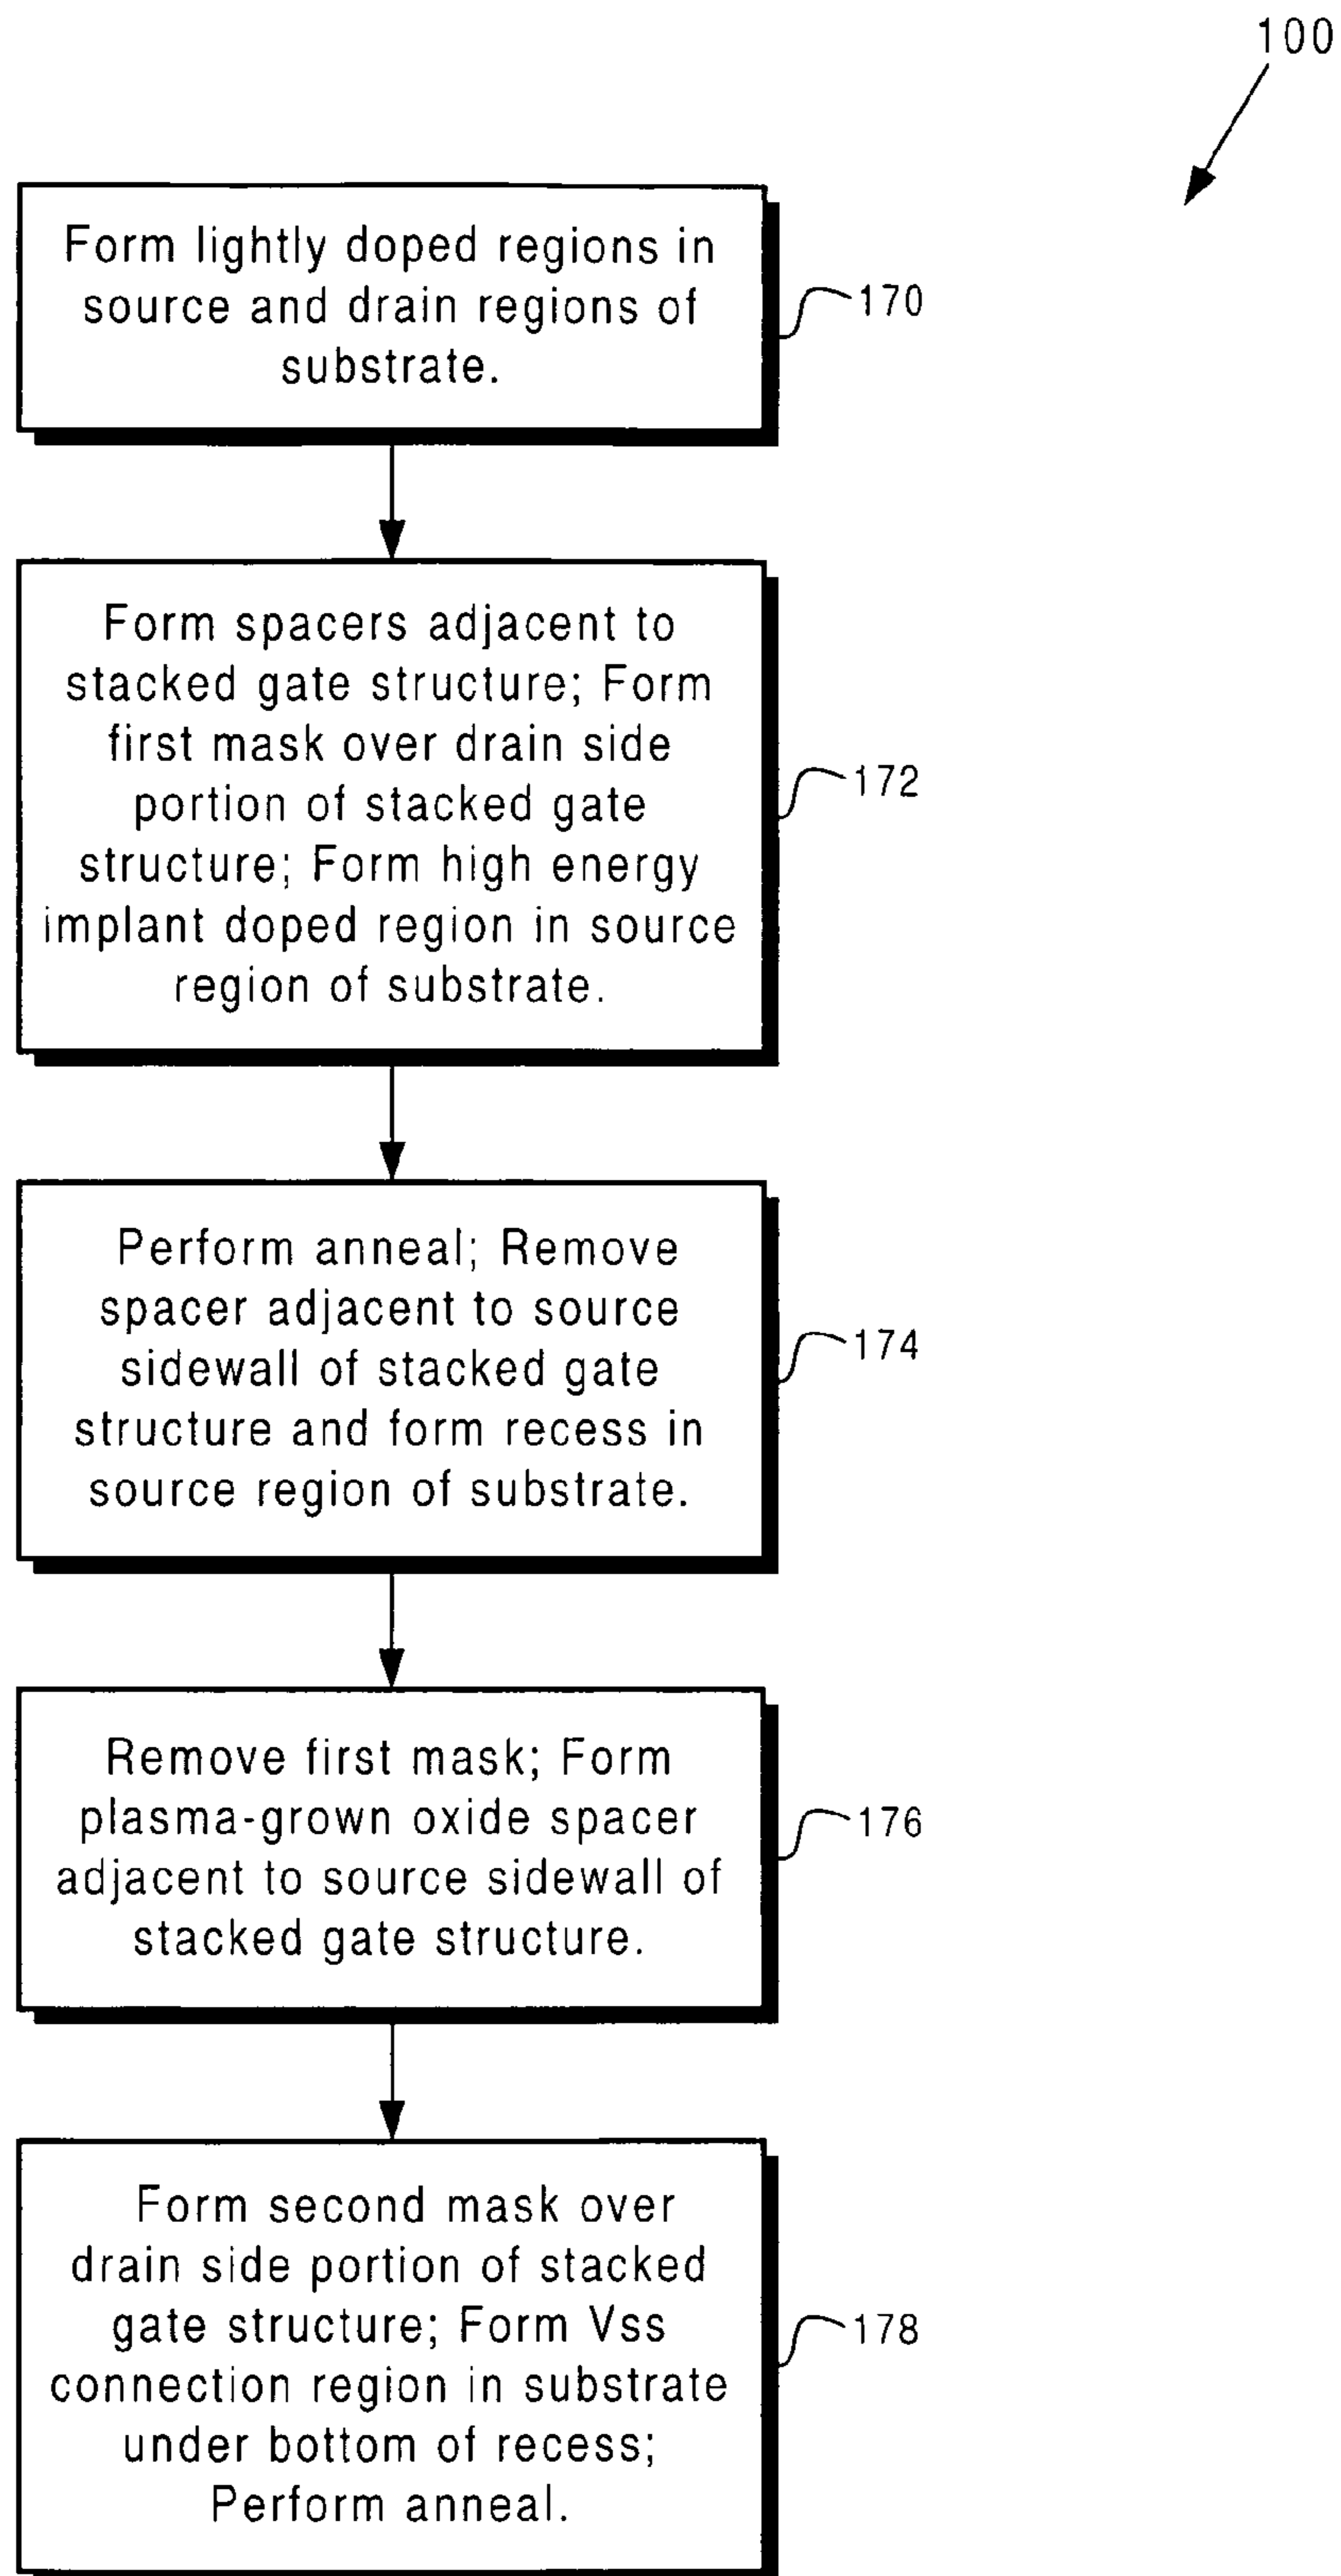 100
Form lightly doped regions in
source and drain regions of
substrate.
170
Form spacers adjacent to
stacked gate structure; Form
first mask over drain side
portion of stacked gate
structure; Form high energy
implant doped region in source
region of substrate.
172
Perform anneal; Remove
spacer adjacent to source
sidewall of stacked gate
structure and form recess in
source region of substrate.
174
Remove first mask; Form
plasma-grown oxide spacer
adjacent to source sidewall of
stacked gate structure.
176
Form second mask over
drain side portion of stacked
gate structure; Form Vss
connection region in substrate
under bottom of recess;
Perform anneal.
178